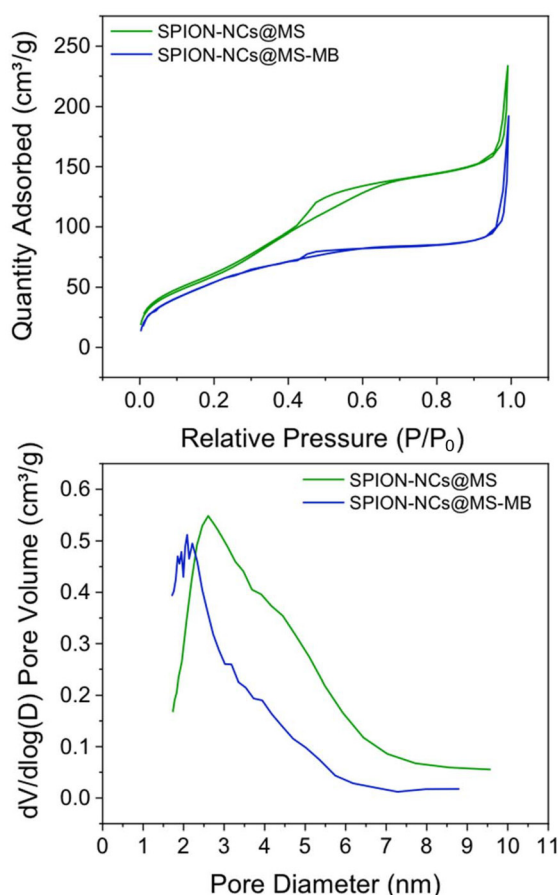 SPION-NCs@MS
SPION-NCs@MS-MB
250
200
150
100
50
0
Quantity Adsorbed (cm³/g)
0.0 0.2 0.4 0.6 0.8 1.0
Relative Pressure (P/P₀)
SPION-NCs@MS
SPION-NCs@MS-MB
0.6
0.5
0.4
0.3
0.2
0.1
0.0
dV/dlog(D) Pore Volume (cm³/g)
0 1 2 3 4 5 6 7 8 9 10 11
Pore Diameter (nm)